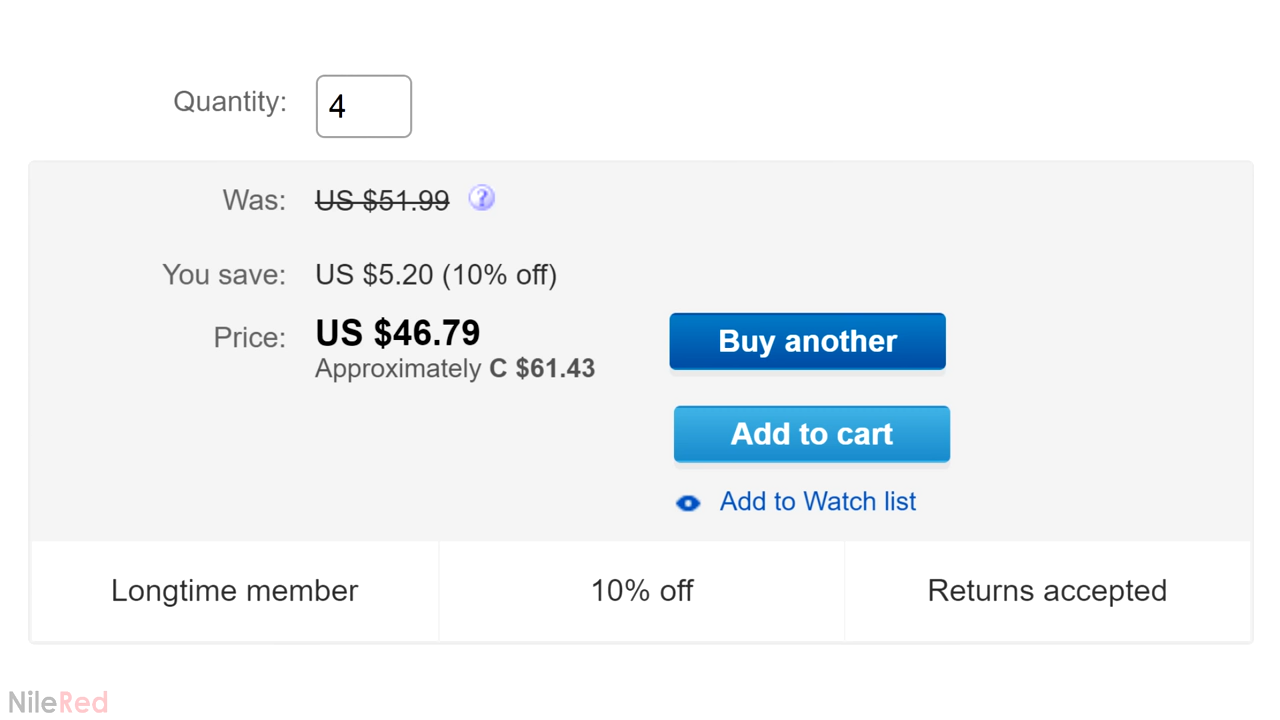 Quantity: 4
Was: US $51.99 ?
You save: US $5.20 (10% off)
Price: US $46.79
Approximately C $61.43
Buy another
Add to cart
Add to Watch list
Longtime member 10% off Returns accepted
NileRed